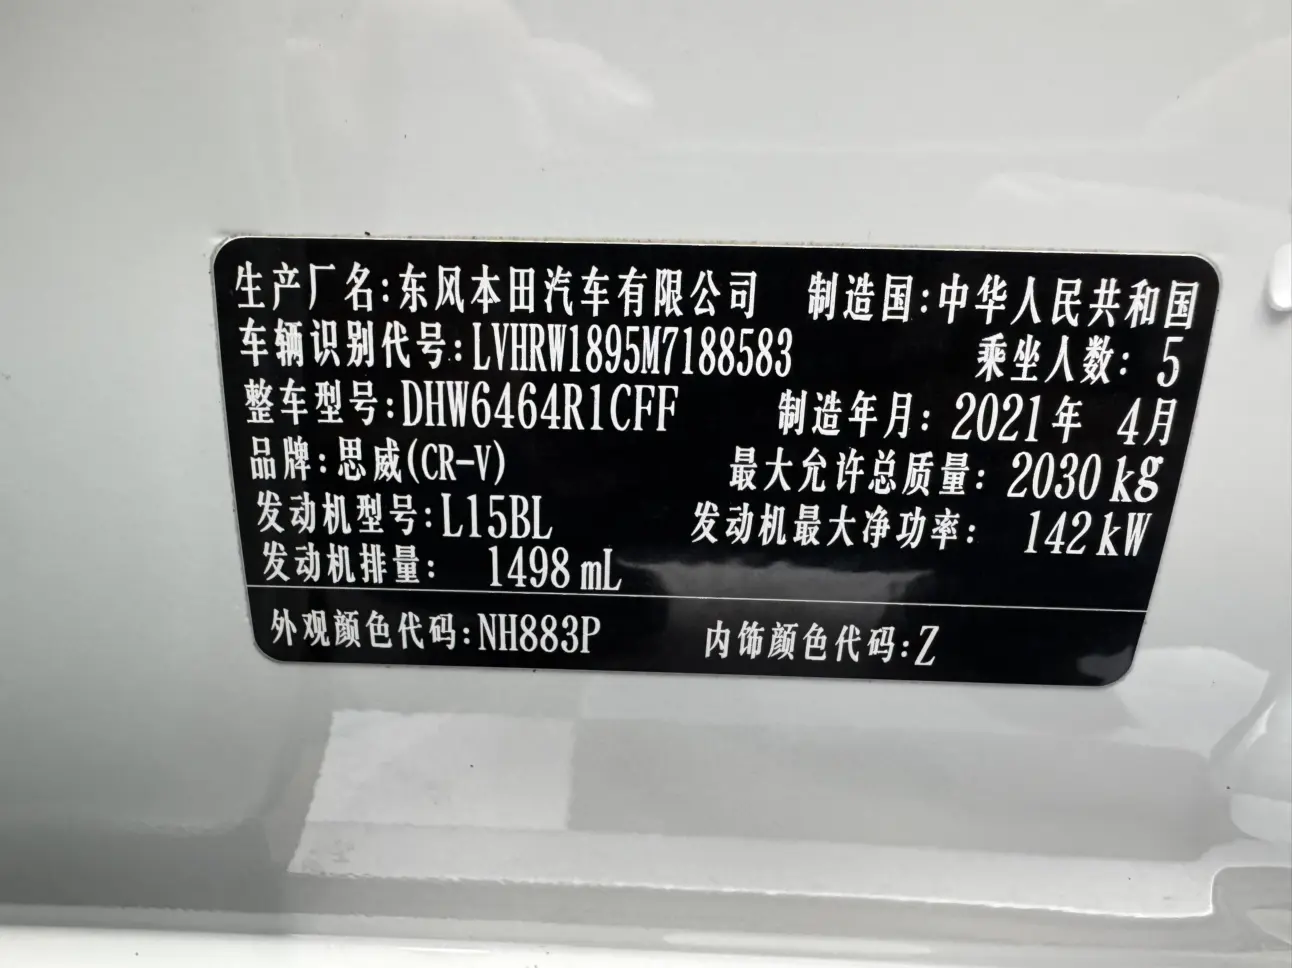 生产厂名:东风本田汽车有限公司 制造国:中华人民共和国
车辆识别代号:LVHRW1895M7188583 乘坐人数: 5
整车型号:DHW6464R1CFF 制造年月: 2021年 4月
品牌:思威(CR-V) 最大允许总质量: 2030 kg
发动机型号:L15BL 发动机最大净功率: 142 kW
发动机排量: 1498 mL
外观颜色代码:NH883P 内饰颜色代码:Z